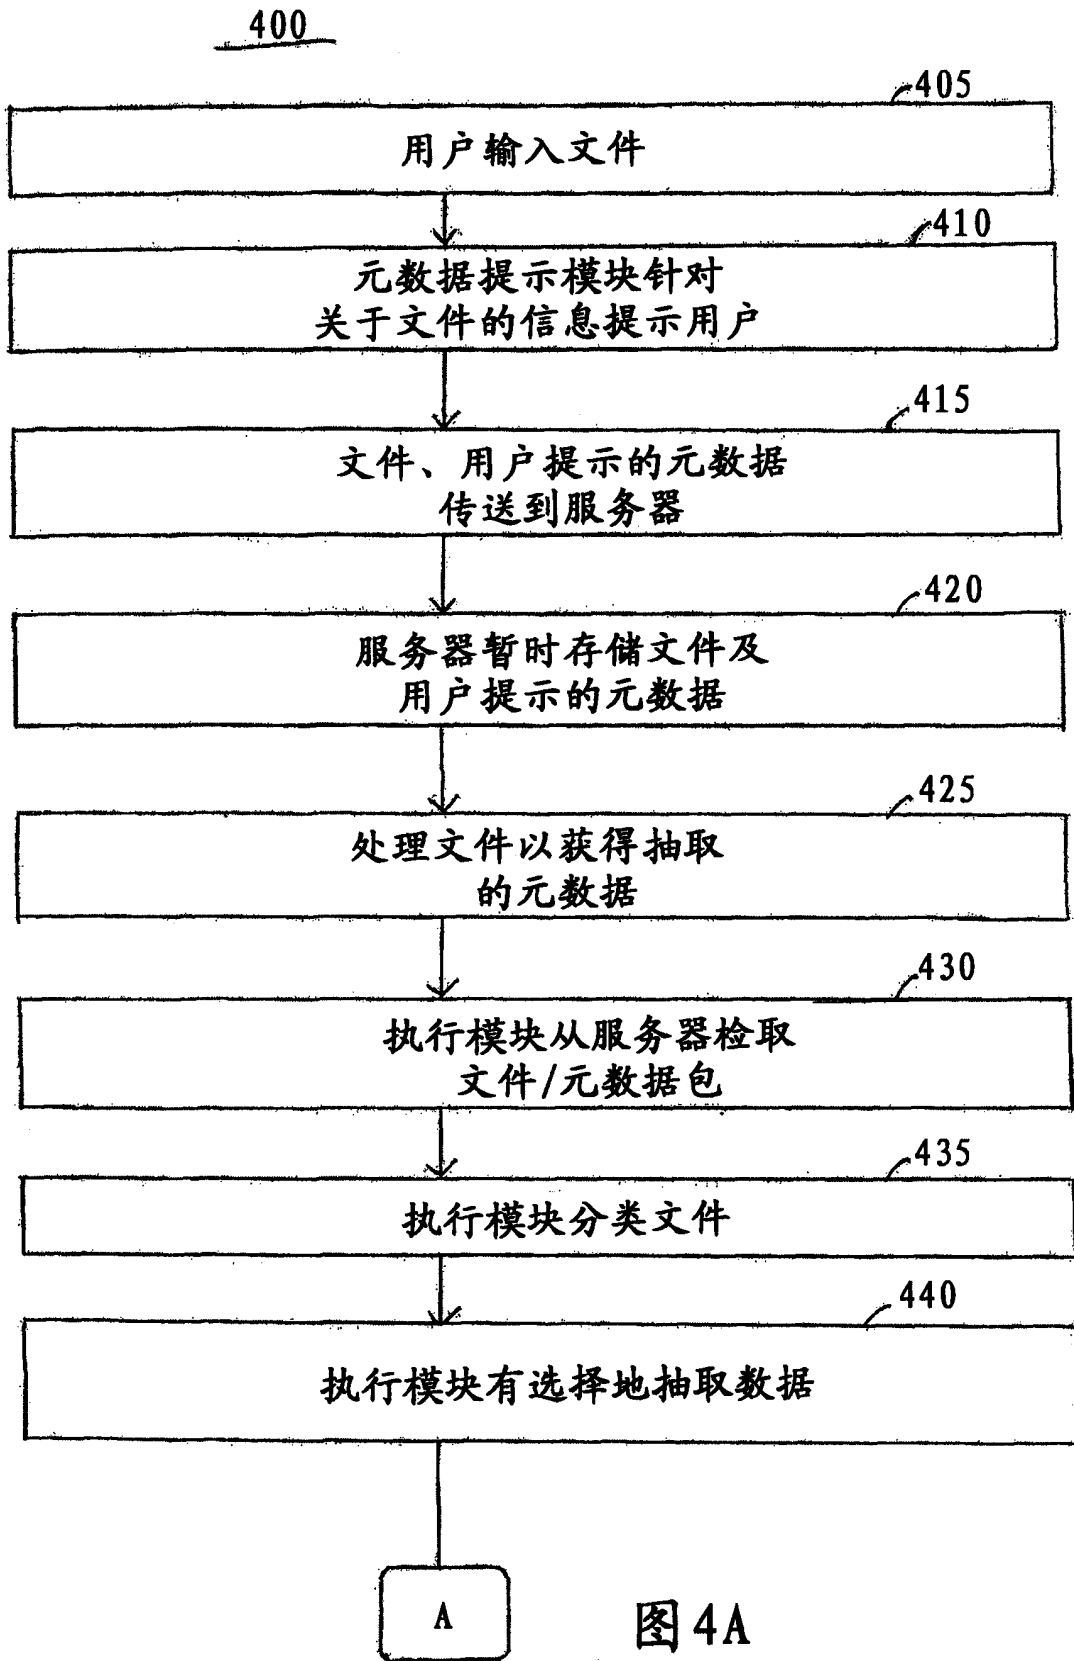 400
405
用户输入文件
410
元数据提示模块针对
关于文件的信息提示用户
415
文件、用户提示的元数据
传送到服务器
420
服务器暂时存储文件及
用户提示的元数据
425
处理文件以获得抽取
的元数据
430
执行模块从服务器检取
文件/元数据包
435
执行模块分类文件
440
执行模块有选择地抽取数据
A
图4A